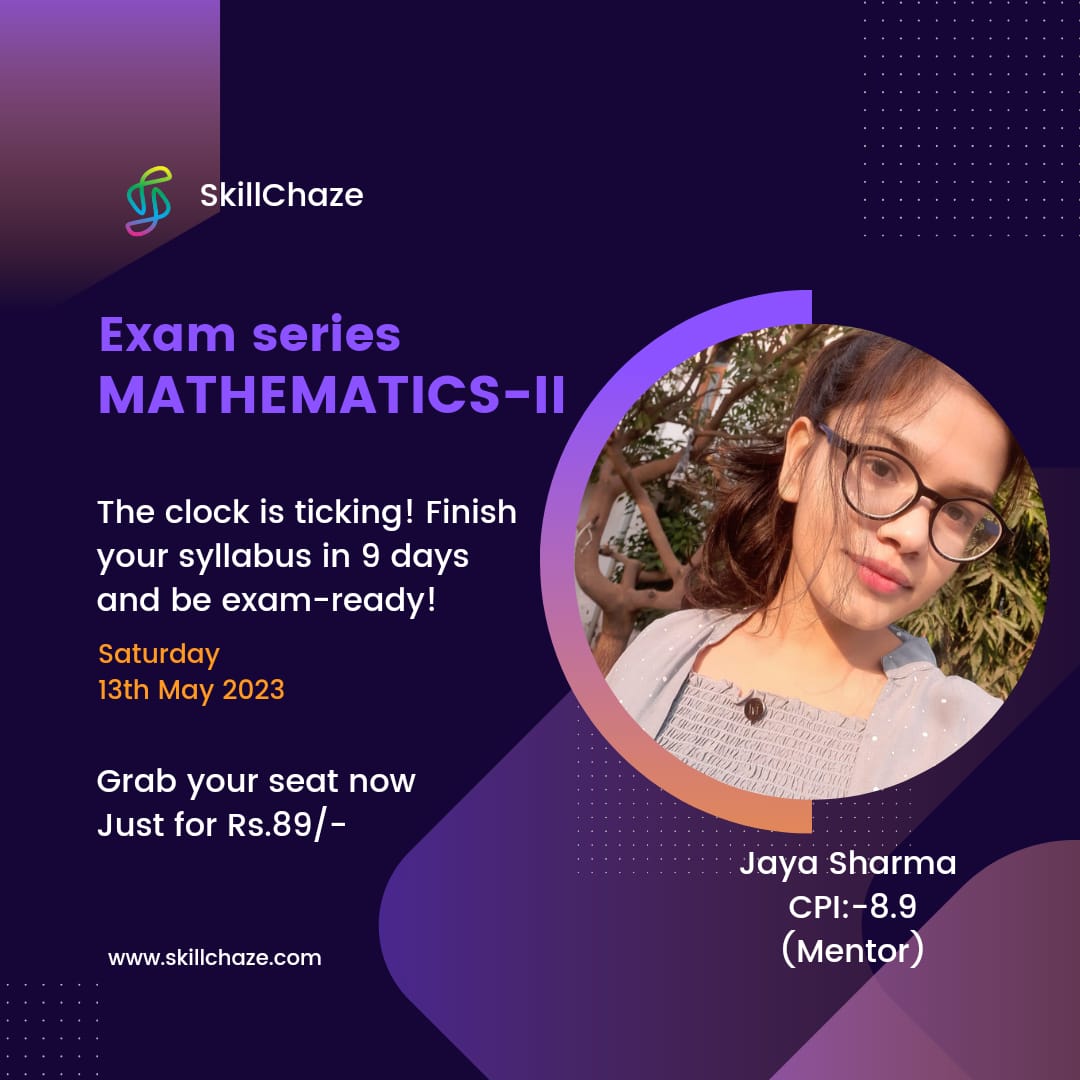 SkillChaze
Exam series
MATHEMATICS-II
The clock is ticking! Finish
your syllabus in 9 days
and be exam-ready!
Saturday
13th May 2023
Grab your seat now
Just for Rs.89/-
Jaya Sharma
CPI:-8.9
(Mentor)
www.skillchaze.com